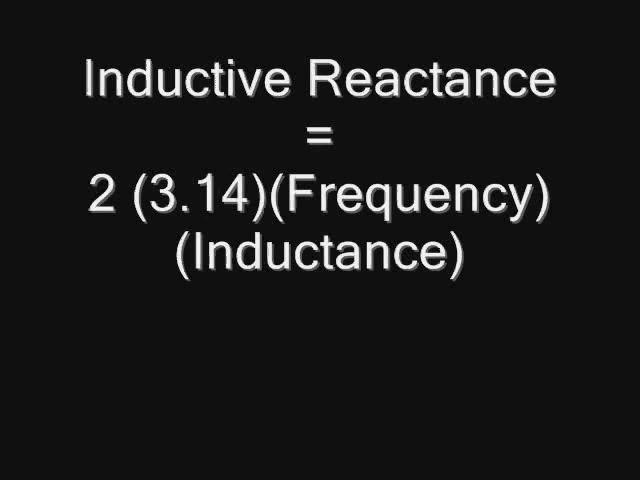 Inductive Reactance
=
2 (3.14)(Frequency)
(Inductance)